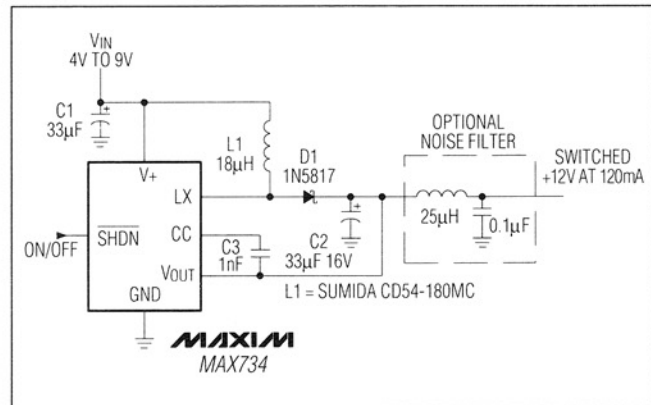 VIN
4V TO 9V
C1
33µF
L1
18µH
D1
1N5817
OPTIONAL
NOISE FILTER
SWITCHED
+12V AT 120mA
V+
LX
25µH
0.1µF
ON/OFF
SHDN
CC
C3
1nF
C2
33µF 16V
VOUT
L1 = SUMIDA CD54-180MC
GND
MAXIM
MAX734